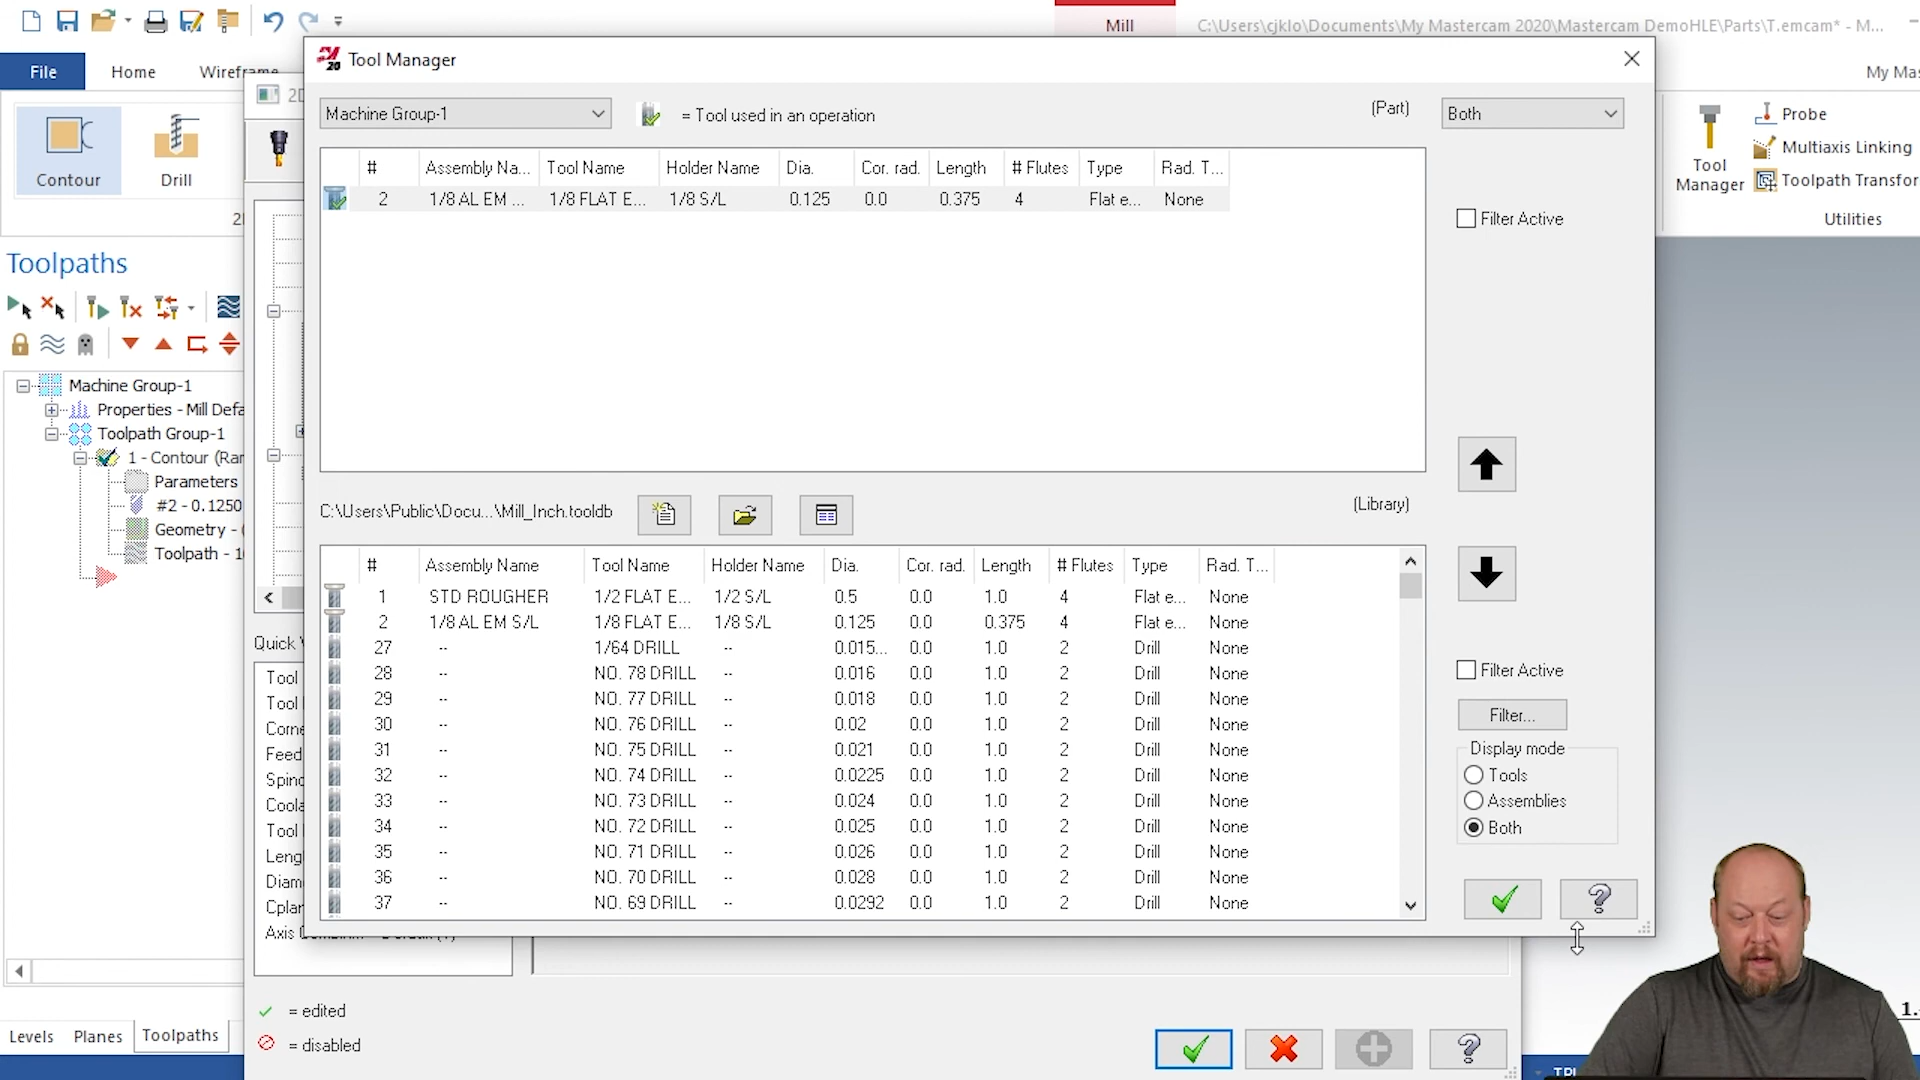 Mill
C:\Users\cjklo\Documents\My Mastercam 2020\Mastercam DemoHLE\Parts\T.emcam* - M...
File
Home
Wireframe
My Mas
Contour
Drill
2D
Tool Manager
Machine Group-1
= Tool used in an operation
(Part)
Both
# Assembly Na... Tool Name Holder Name Dia. Cor. rad. Length # Flutes Type Rad. T...
2 1/8 AL EM ... 1/8 FLAT E... 1/8 S/L 0.125 0.0 0.375 4 Flat e... None
Filter Active
Tool
Manager
Probe
Multiaxis Linking
Toolpath Transfor
Utilities
Toolpaths
Machine Group-1
Properties - Mill Defa
Toolpath Group-1
1 - Contour (Ram
Parameters
#2 - 0.1250
Geometry - (
Toolpath - 10
C:\Users\Public\Docu...\Mill_Inch.tooldb
(Library)
# Assembly Name Tool Name Holder Name Dia. Cor. rad. Length # Flutes Type Rad. T...
1 STD ROUGHER 1/2 FLAT E... 1/2 S/L 0.5 0.0 1.0 4 Flat e... None
2 1/8 AL EM S/L 1/8 FLAT E... 1/8 S/L 0.125 0.0 0.375 4 Flat e... None
27 -- 1/64 DRILL -- 0.015... 0.0 1.0 2 Drill None
28 -- NO. 78 DRILL -- 0.016 0.0 1.0 2 Drill None
29 -- NO. 77 DRILL -- 0.018 0.0 1.0 2 Drill None
30 -- NO. 76 DRILL -- 0.02 0.0 1.0 2 Drill None
31 -- NO. 75 DRILL -- 0.021 0.0 1.0 2 Drill None
32 -- NO. 74 DRILL -- 0.0225 0.0 1.0 2 Drill None
33 -- NO. 73 DRILL -- 0.024 0.0 1.0 2 Drill None
34 -- NO. 72 DRILL -- 0.025 0.0 1.0 2 Drill None
35 -- NO. 71 DRILL -- 0.026 0.0 1.0 2 Drill None
36 -- NO. 70 DRILL -- 0.028 0.0 1.0 2 Drill None
37 -- NO. 69 DRILL -- 0.0292 0.0 1.0 2 Drill None
Filter Active
Filter...
Display mode
Tools
Assemblies
Both
Quick V
Tool
Tool
Corne
Feed
Spind
Coola
Tool
Leng
Diam
Cplan
Axis
= edited
= disabled
Levels
Planes
Toolpaths
1.